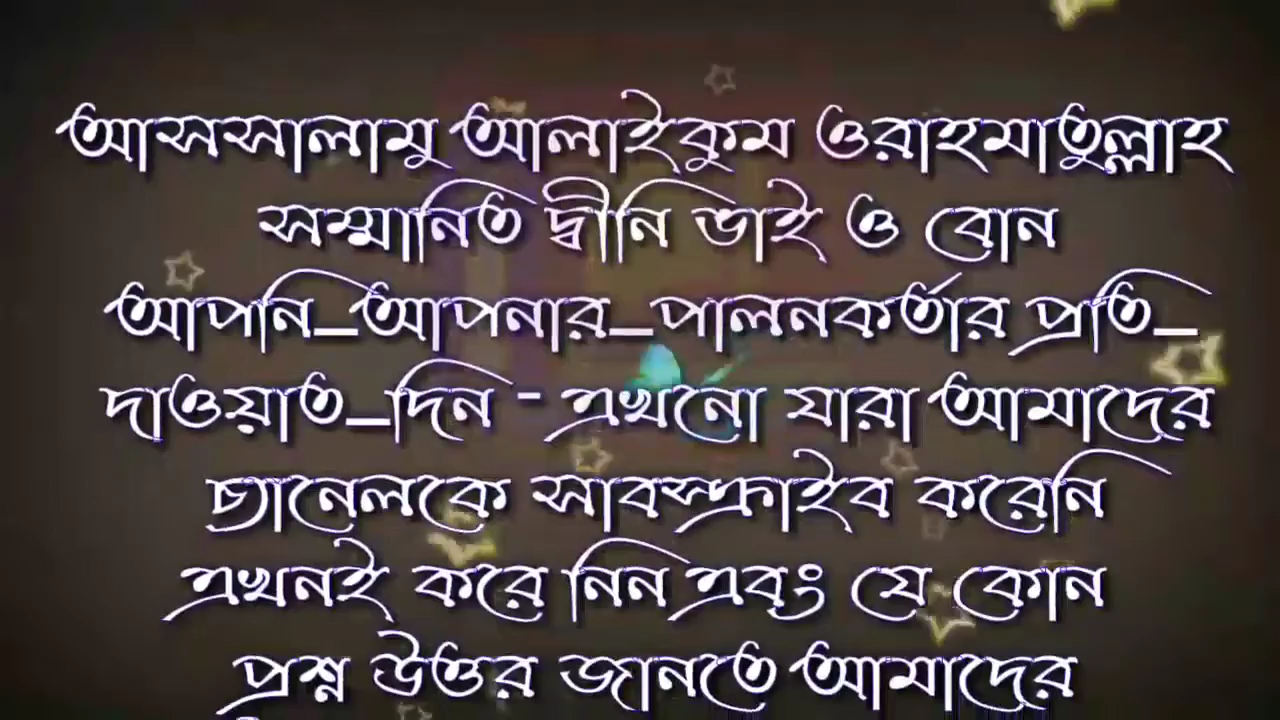 আসসালামু আলাইকুম ওরাহমাতুল্লাহ
সম্মানিত দ্বীনি ভাই ও বোন
আপনি_আপনার_পালনকর্তার প্রতি_
দাওয়াত_দিন - এখনো যারা আমাদের
চ্যানেলকে সাবস্ক্রাইব করেনি
এখনই করে নিন এবং যে কোন
প্রশ্ন উত্তর জানতে আমাদের